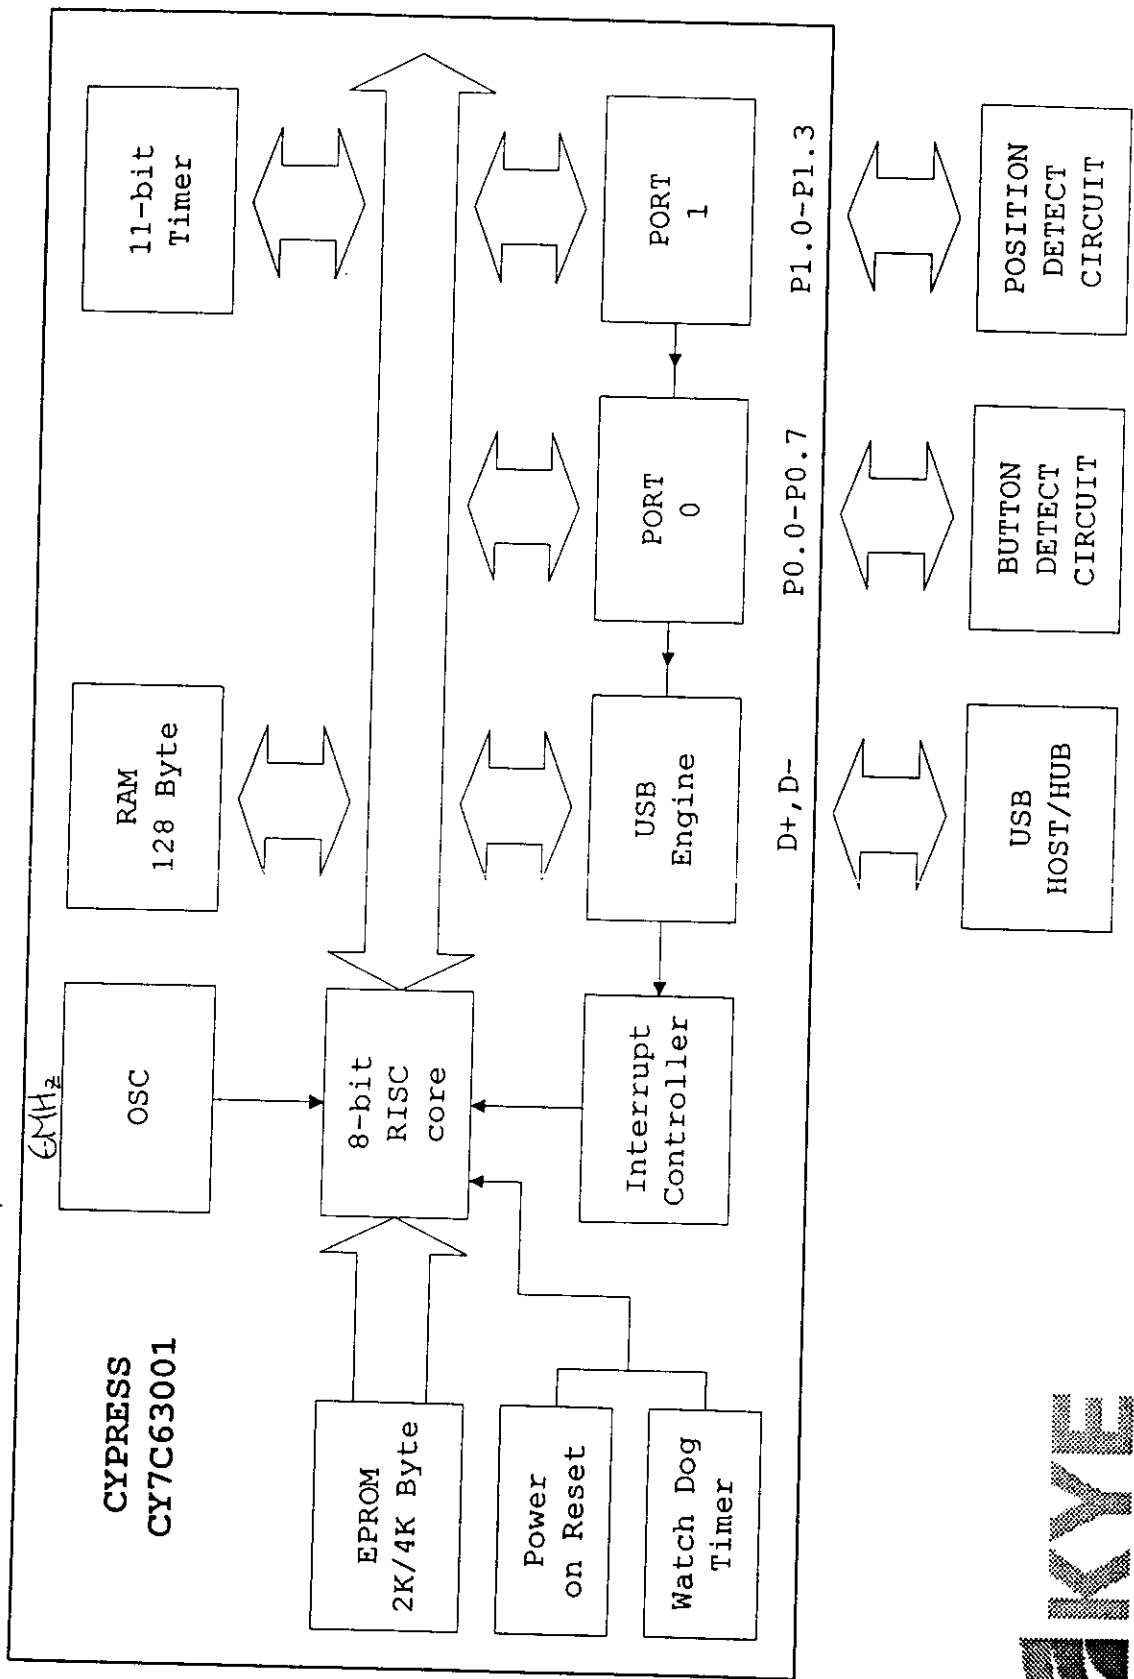 CYPRESS
CY7C63001
6MHz
OSC
RAM
128 Byte
11-bit
Timer
EPROM
2K/4K Byte
8-bit
RISC
core
Power
on Reset
Watch Dog
Timer
Interrupt
Controller
USB
Engine
PORT
0
PORT
1
D+,D-
P0.0-P0.7
P1.0-P1.3
USB
HOST/HUB
BUTTON
DETECT
CIRCUIT
POSITION
DETECT
CIRCUIT
KYE